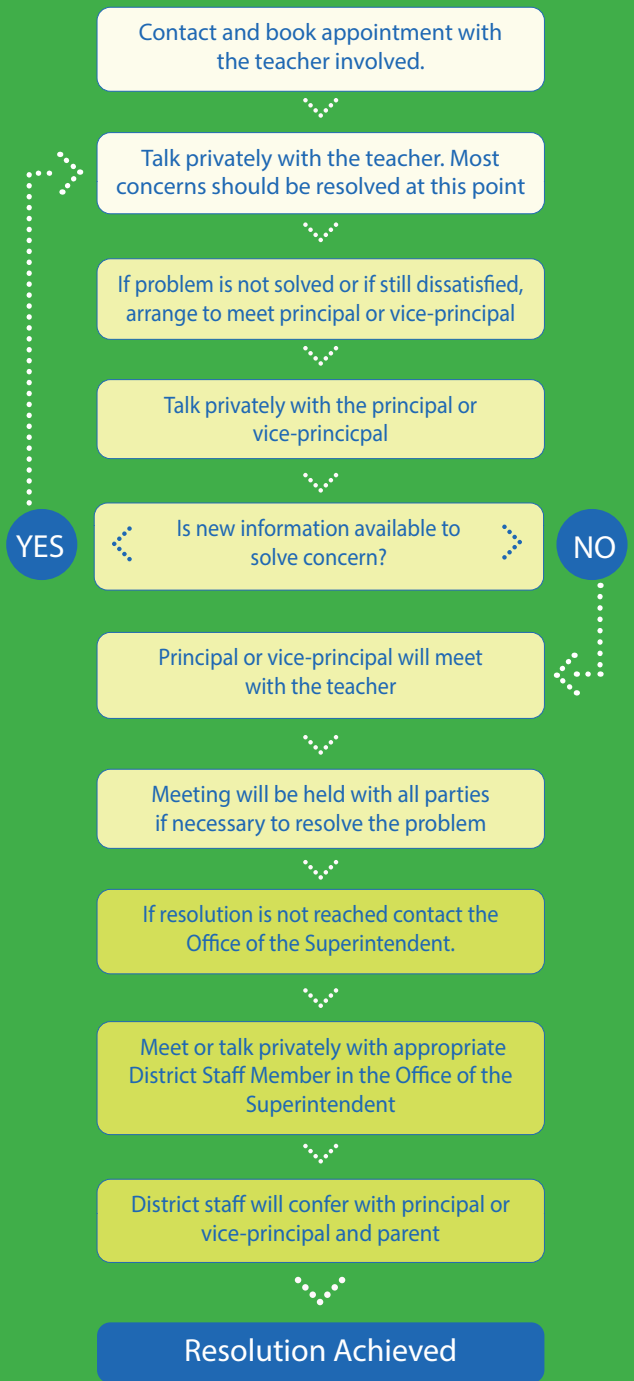 Contact and book appointment with
the teacher involved.
Talk privately with the teacher. Most
concerns should be resolved at this point
If problem is not solved or if still dissatisfied,
arrange to meet principal or vice-principal
Talk privately with the principal or
vice-princicpal
YES
Is new information available to
solve concern?
NO
Principal or vice-principal will meet
with the teacher
Meeting will be held with all parties
if necessary to resolve the problem
If resolution is not reached contact the
Office of the Superintendent.
Meet or talk privately with appropriate
District Staff Member in the Office of the
Superintendent
District staff will confer with principal or
vice-principal and parent
Resolution Achieved